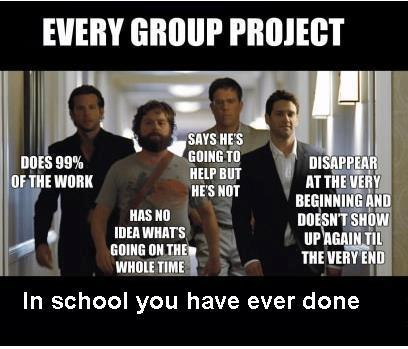 EVERY GROUP PROJECT
DOES 99%
OF THE WORK
HAS NO
IDEA WHAT'S
GOING ON THE
WHOLE TIME
SAYS HE'S
GOING TO
HELP BUT
HE'S NOT
DISAPPEAR
AT THE VERY
BEGINNING AND
DOESN'T SHOW
UP AGAIN TIL
THE VERY END
In school you have ever done